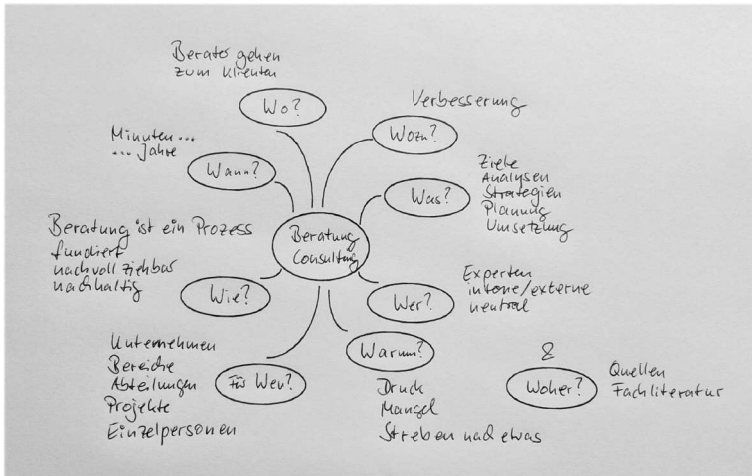 Berater gehen
zum Klienten
Wo?
Verbesserung
Wozu?
Minuten...
... Jahre
Wann?
Ziele
Analysen
Strategien
Planung
Umsetzung
Was?
Beratung
Consulting
Beratung ist ein Prozess
fundiert
nachvollziehbar
nachhaltig
Wie?
Experten
interne/externe
neutral
Wer?
Unternehmen
Bereiche
Abteilungen
Projekte
Einzelpersonen
Für Wen?
Warum?
Druck
Mangel
Streben nach etwas
&
Woher?
Quellen
Fachliteratur